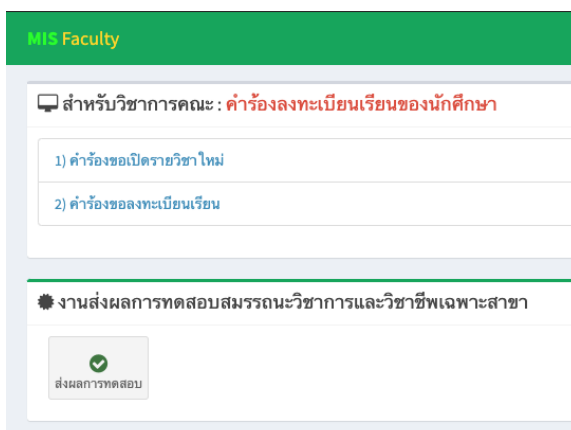 MIS Faculty
สำหรับวิชาการคณะ : คำร้องลงทะเบียนเรียนของนักศึกษา
1) คำร้องขอเปิดรายวิชาใหม่
2) คำร้องขอลงทะเบียนเรียน
งานส่งผลการทดสอบสมรรถนะวิชาการและวิชาชีพเฉพาะสาขา
ส่งผลการทดสอบ